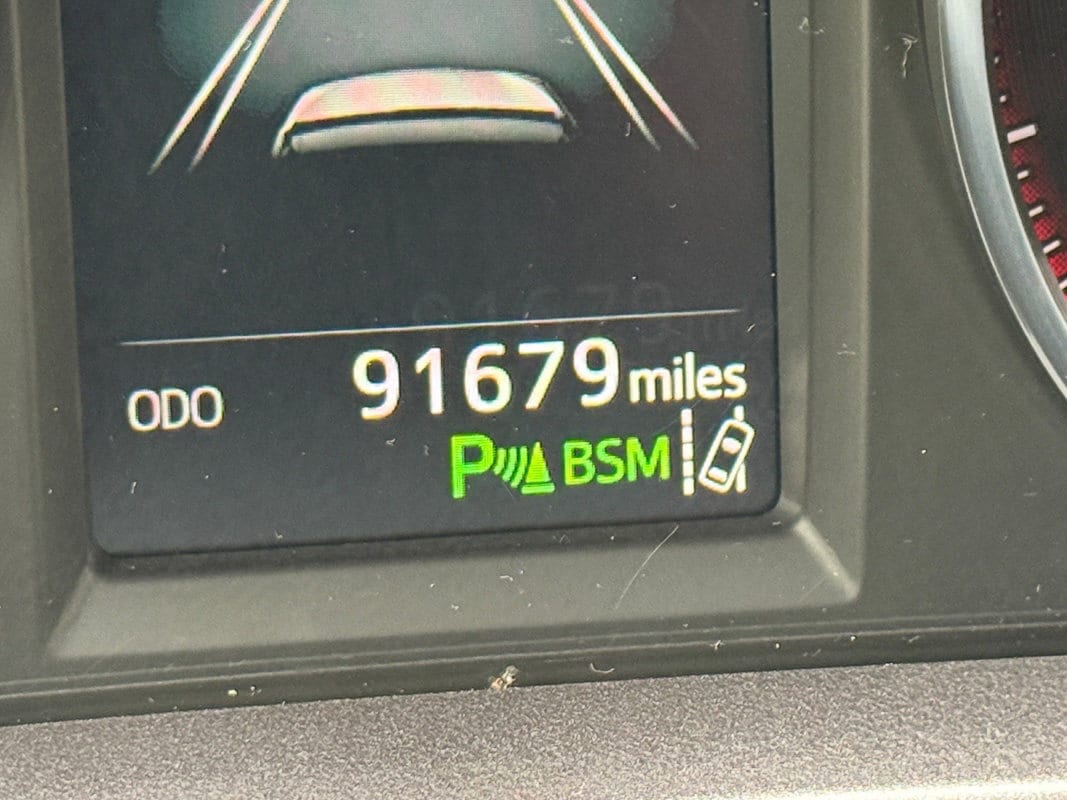 ODO 91679 miles
P BSM